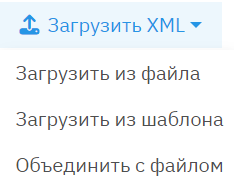 Загрузить XML
Загрузить из файла
Загрузить из шаблона
Объединить с файлом